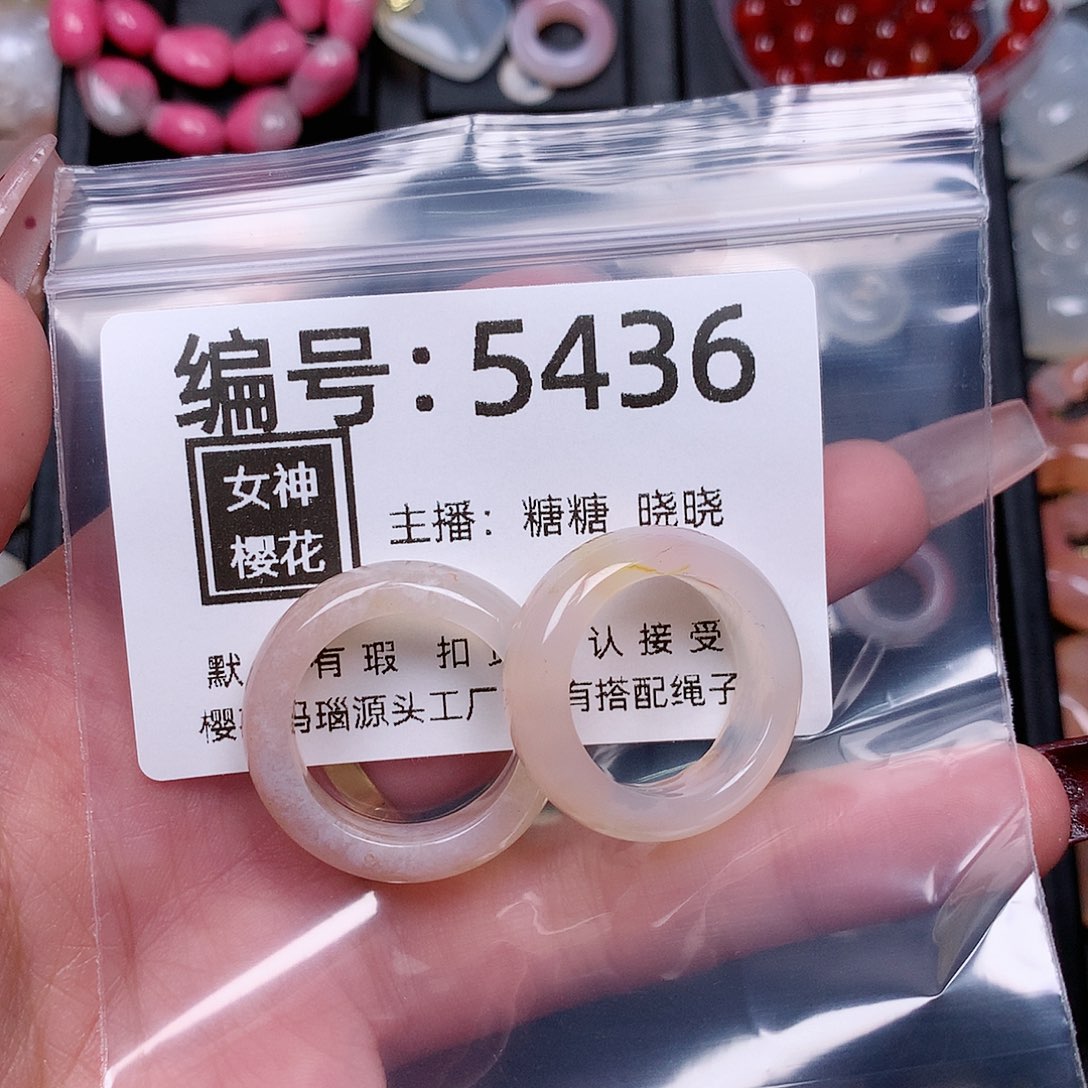 编号:5436
女神
樱花
主播: 糖糖 晓晓
默 有瑕 扣 认接受
樱 玛瑙源头工厂 有搭配绳子